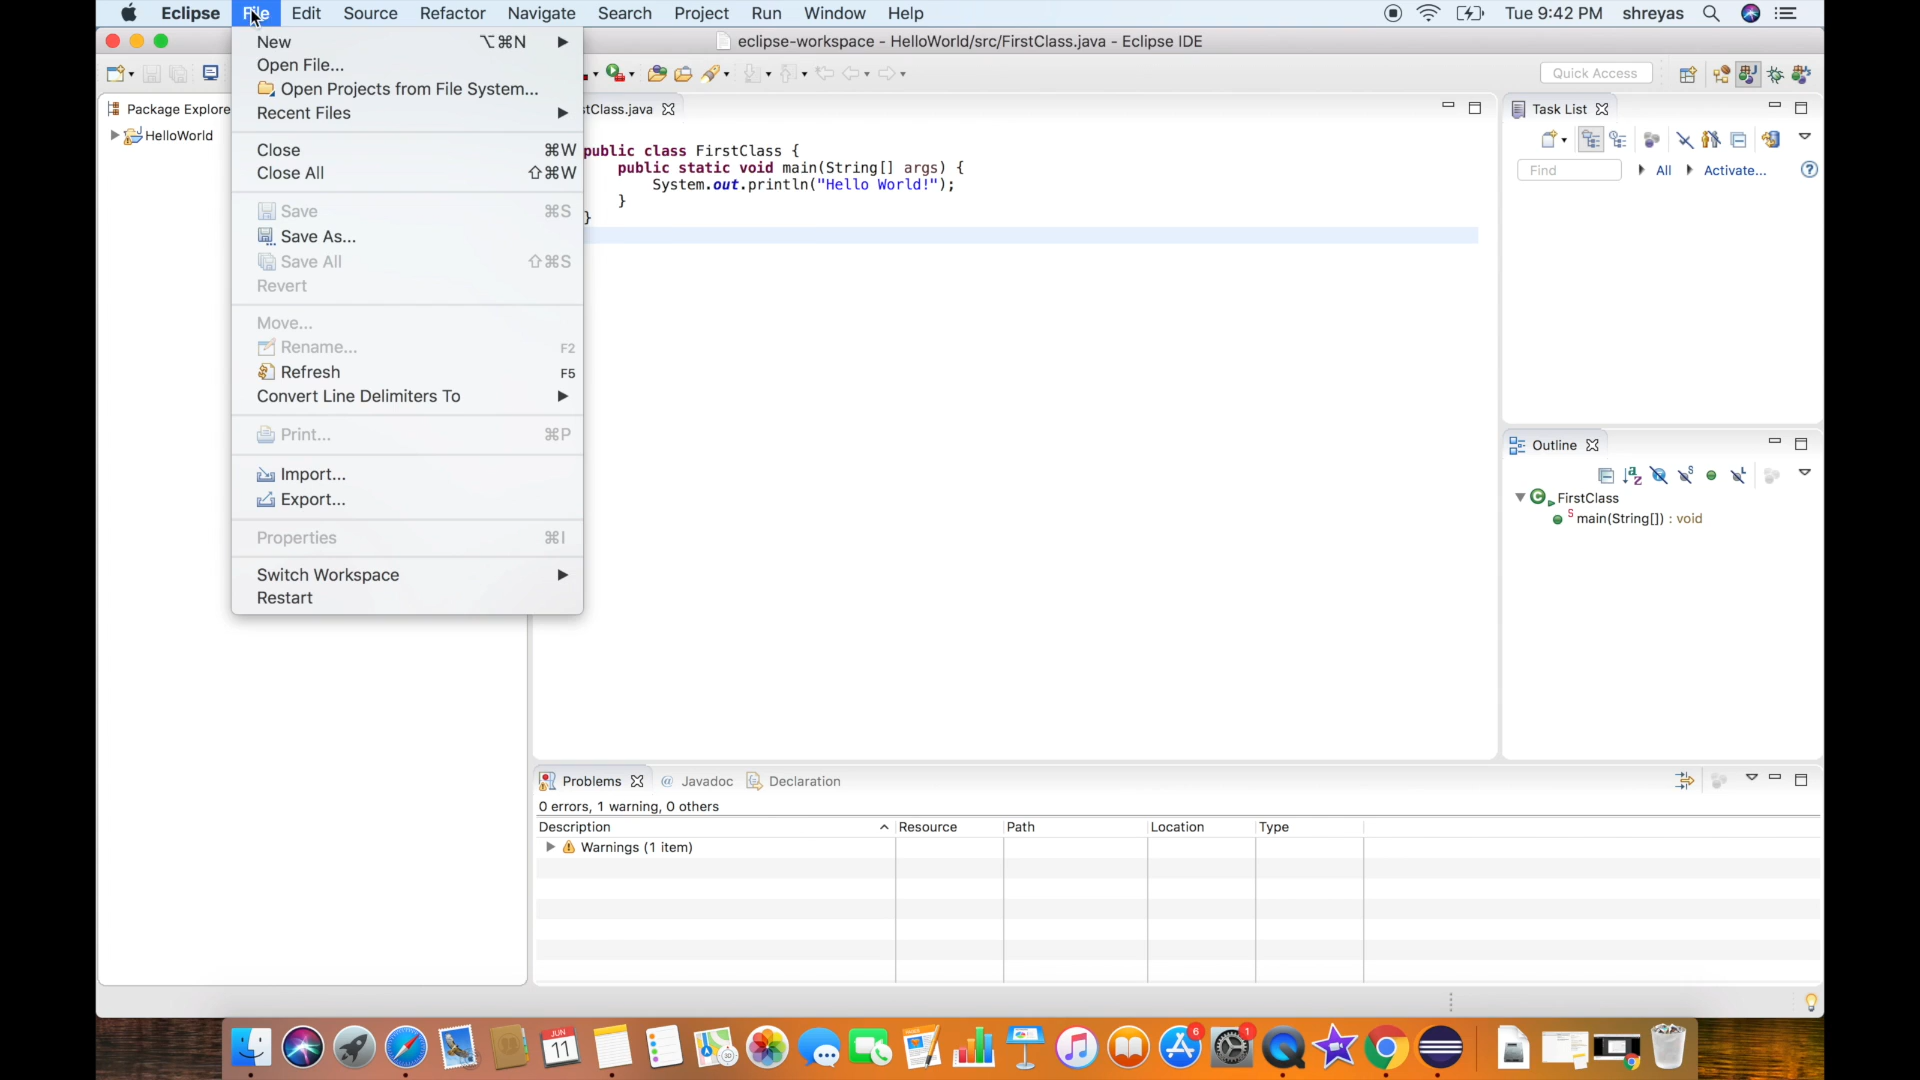 Eclipse File Edit Source Refactor Navigate Search Project Run Window Help Tue 9:42 PM shreyas
eclipse-workspace - HelloWorld/src/FirstClass.java - Eclipse IDE
Quick Access
Package Explore
HelloWorld
New ⌥⌘N ▶
Open File...
Open Projects from File System...
Recent Files ▶
Close ⌘W
Close All ⇧⌘W
Save ⌘S
Save As...
Save All ⇧⌘S
Revert
Move...
Rename... F2
Refresh F5
Convert Line Delimiters To ▶
Print... ⌘P
Import...
Export...
Properties ⌘I
Switch Workspace ▶
Restart
stClass.java
public class FirstClass {
public static void main(String[] args) {
System.out.println("Hello World!");
}
}
Task List
Find All Activate...
Outline
FirstClass
main(String[]) : void
Problems @ Javadoc Declaration
0 errors, 1 warning, 0 others
Description Resource Path Location Type
Warnings (1 item)
JUN
11
6
1